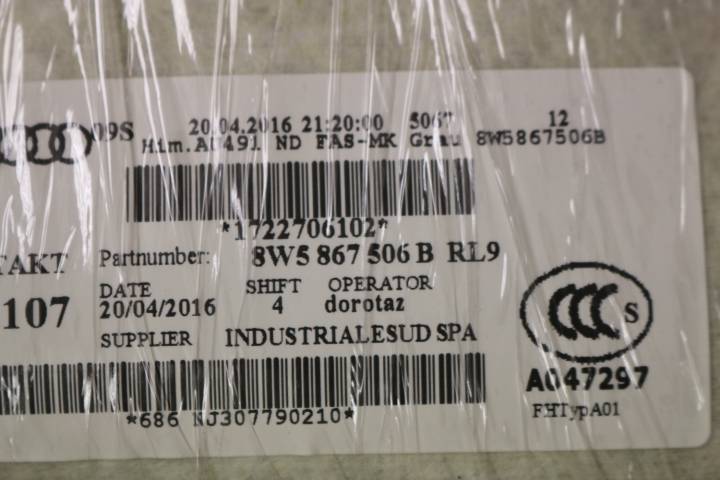 09S 20.04.2016 21:20:00 506T 12
Him.AU491 ND FAS-MK Grau 8W5867506B
*1722706102*
TAKT Partnumber: 8W5 867 506 B RL9
107 DATE SHIFT OPERATOR
20/04/2016 4 dorotaz
SUPPLIER INDUSTRIALESUD SPA
CCC S
A047297
*686 NJ307790210*
FHTypA01